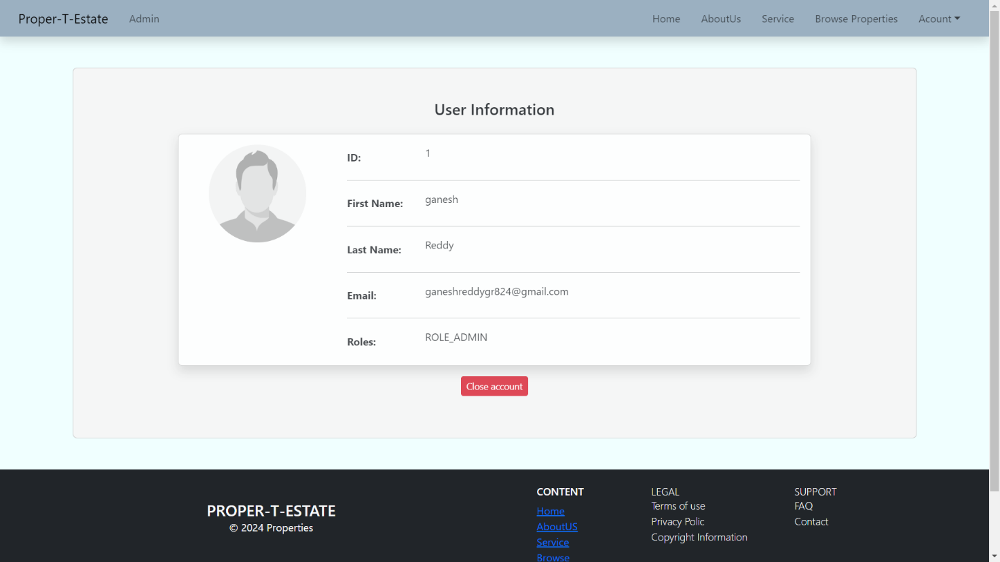 Proper-T-Estate Admin Home AboutUs Service Browse Properties Acount
User Information
ID: 1
First Name: ganesh
Last Name: Reddy
Email: ganeshreddygr824@gmail.com
Roles: ROLE_ADMIN
Close account
PROPER-T-ESTATE
© 2024 Properties
CONTENT
Home
AboutUS
Service
Browse
LEGAL
Terms of use
Privacy Polic
Copyright Information
SUPPORT
FAQ
Contact